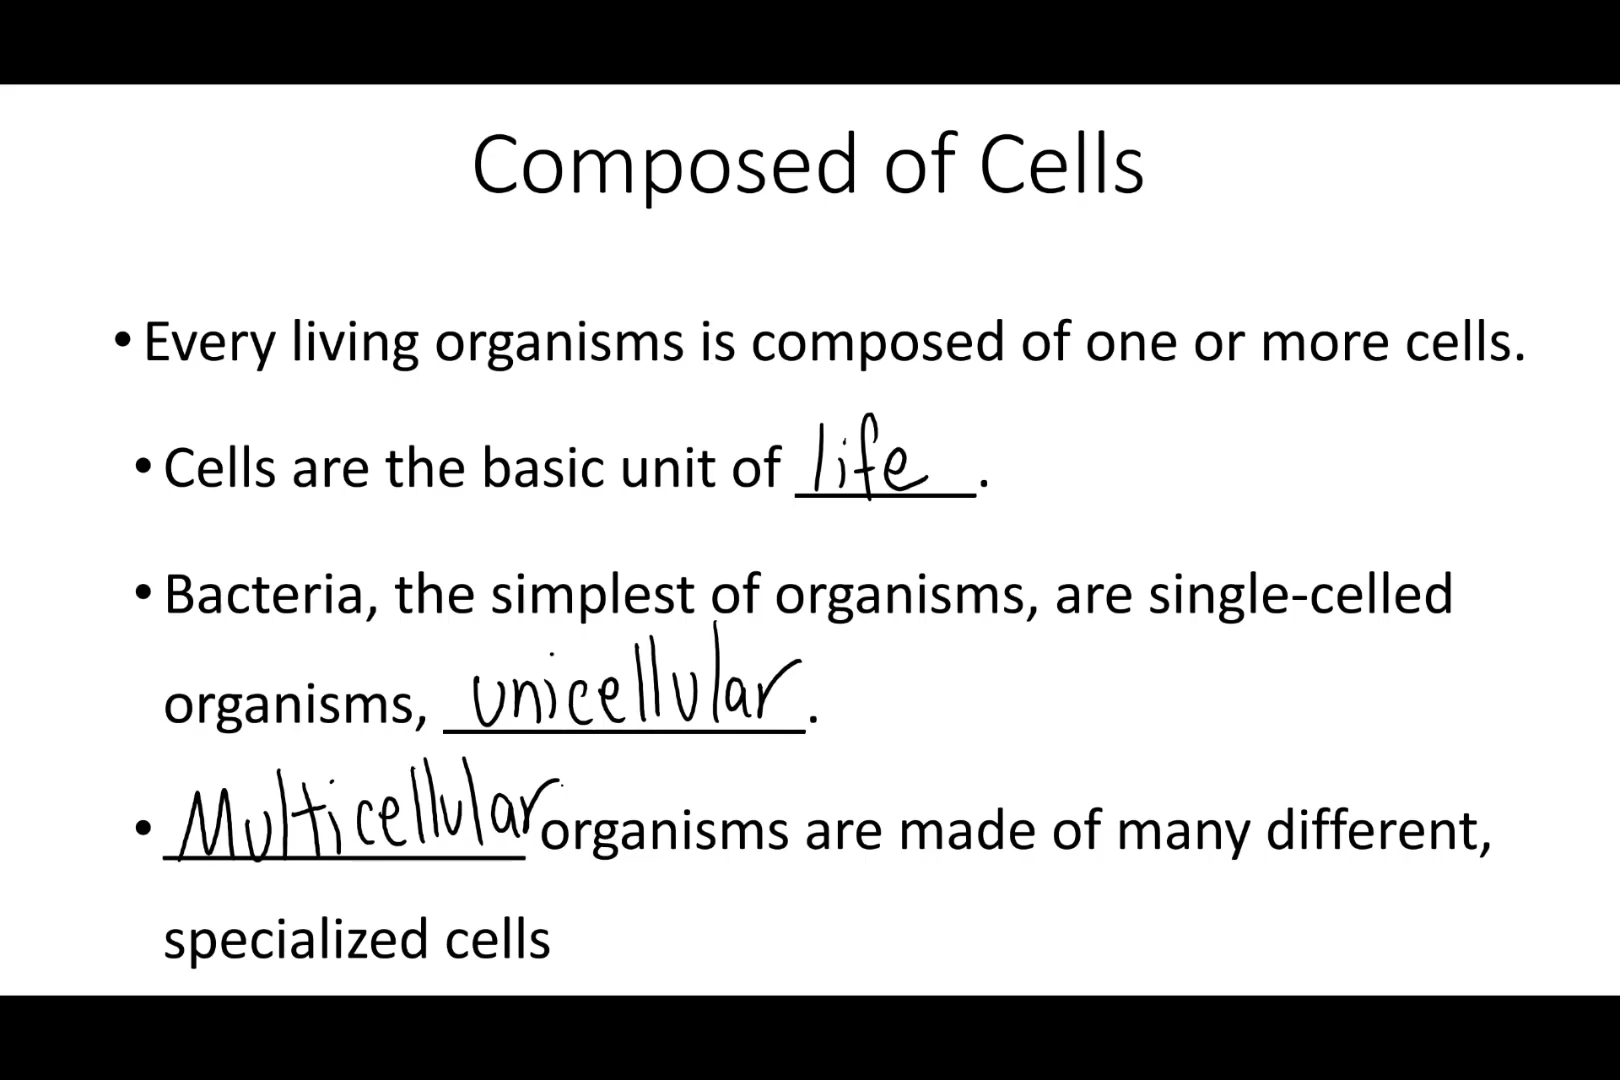 Composed of Cells
• Every living organisms is composed of one or more cells.
• Cells are the basic unit of life.
• Bacteria, the simplest of organisms, are single-celled
organisms, unicellular.
• Multicellular organisms are made of many different,
specialized cells